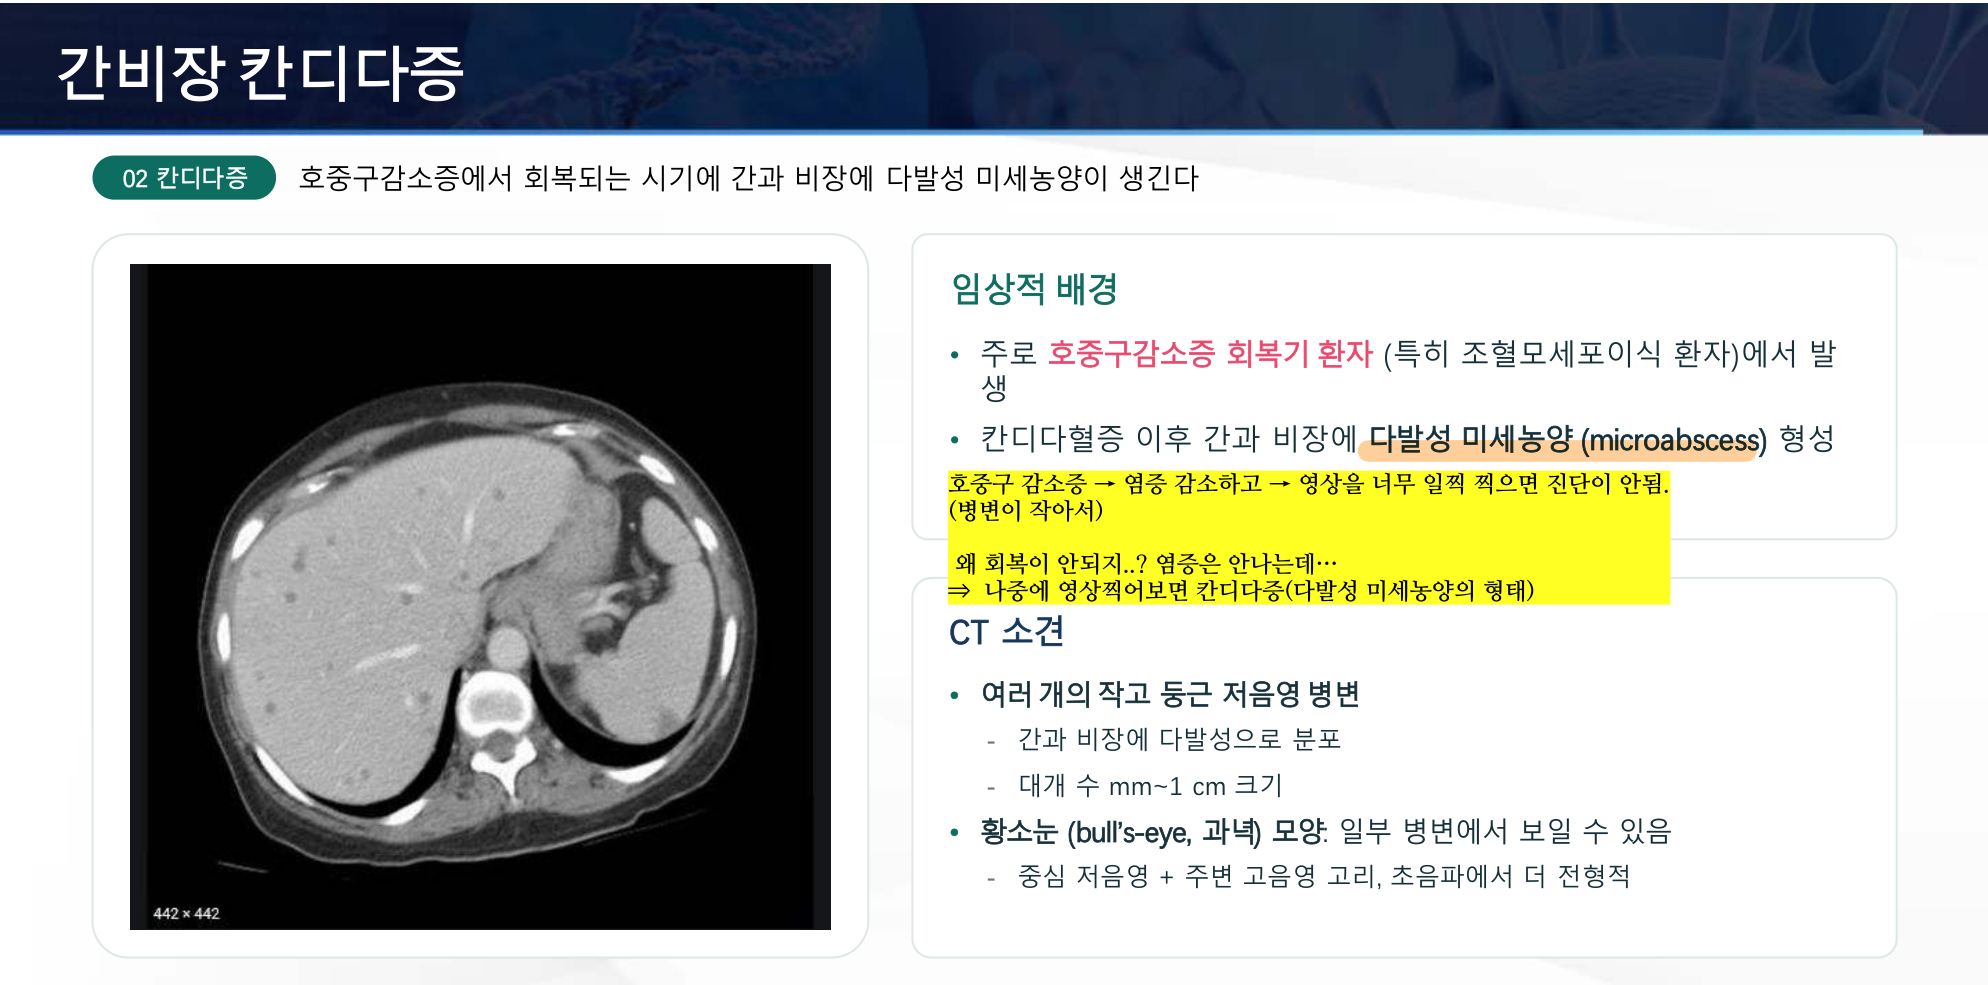 간비장 칸디다증
02 칸디다증
호중구감소증에서 회복되는 시기에 간과 비장에 다발성 미세농양이 생긴다
442 × 442
임상적 배경
• 주로 호중구감소증 회복기 환자 (특히 조혈모세포이식 환자)에서 발
생
• 칸디다혈증 이후 간과 비장에 다발성 미세농양 (microabscess) 형성
호중구 감소증 → 염증 감소하고 → 영상을 너무 일찍 찍으면 진단이 안됨.
(병변이 작아서)
왜 회복이 안되지..? 염증은 안나는데…
⇒ 나중에 영상찍어보면 칸디다증(다발성 미세농양의 형태)
CT 소견
• 여러 개의 작고 둥근 저음영 병변
- 간과 비장에 다발성으로 분포
- 대개 수 mm~1 cm 크기
• 황소눈 (bull’s-eye, 과녁) 모양: 일부 병변에서 보일 수 있음
- 중심 저음영 + 주변 고음영 고리, 초음파에서 더 전형적